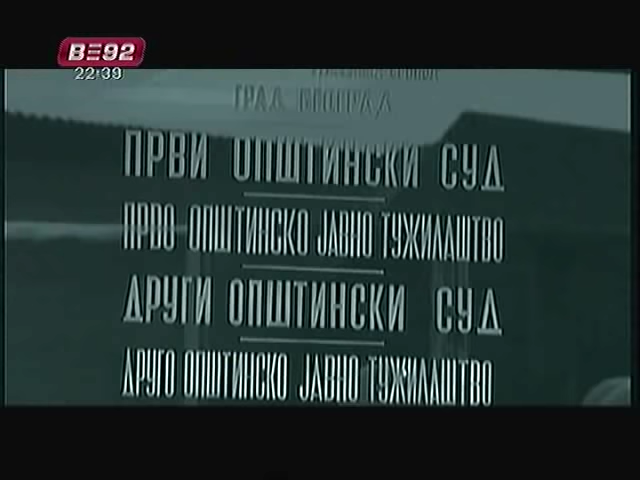 B92
22:39
ГРАД БЕОГРАД
ПРВИ ОПШТИНСКИ СУД
ПРВО ОПШТИНСКО ЈАВНО ТУЖИЛАШТВО
ДРУГИ ОПШТИНСКИ СУД
ДРУГО ОПШТИНСКО ЈАВНО ТУЖИЛАШТВО